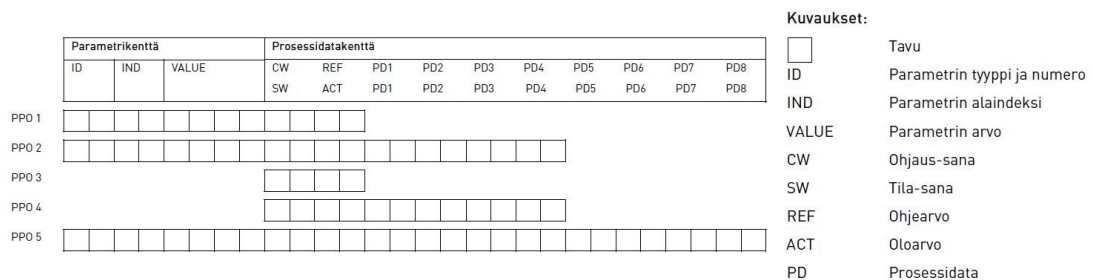 Kuvaukset:
Parametrikenttä Prosessidatakenttä
ID IND VALUE CW REF PD1 PD2 PD3 PD4 PD5 PD6 PD7 PD8
SW ACT PD1 PD2 PD3 PD4 PD5 PD6 PD7 PD8
PPO 1
PPO 2
PPO 3
PPO 4
PPO 5
Tavu
ID Parametrin tyyppi ja numero
IND Parametrin alaindeksi
VALUE Parametrin arvo
CW Ohjaus-sana
SW Tila-sana
REF Ohjearvo
ACT Oloarvo
PD Prosessidata